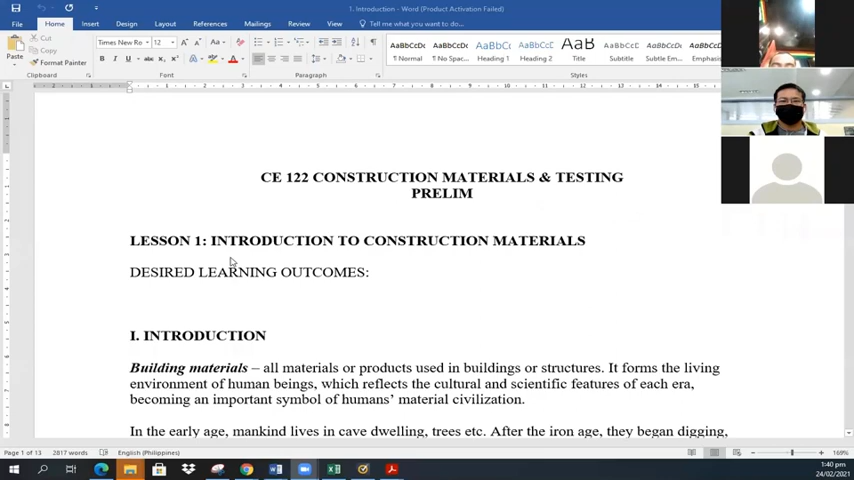 1. Introduction - Word (Product Activation Failed)
File Home Insert Design Layout References Mailings Review View Tell me what you want to do...
Cut
Copy
Format Painter
Paste
Times New Ro 12
AaBbCcDc AaBbCcDc AaBbCc AaBbCcC AaB AaBbCcD AaBbCcDc AaBbCcDc
¶ Normal ¶ No Spac... Heading 1 Heading 2 Title Subtitle Subtle Em... Emphasis
Clipboard Font Paragraph Styles
CE 122 CONSTRUCTION MATERIALS & TESTING
PRELIM
LESSON 1: INTRODUCTION TO CONSTRUCTION MATERIALS
DESIRED LEARNING OUTCOMES:
I. INTRODUCTION
Building materials – all materials or products used in buildings or structures. It forms the living
environment of human beings, which reflects the cultural and scientific features of each era,
becoming an important symbol of humans' material civilization.
In the early age, mankind lives in cave dwelling, trees etc. After the iron age, they began digging,
Page 1 of 13 2817 words English (Philippines) 169%
1:40 pm
24/02/2021